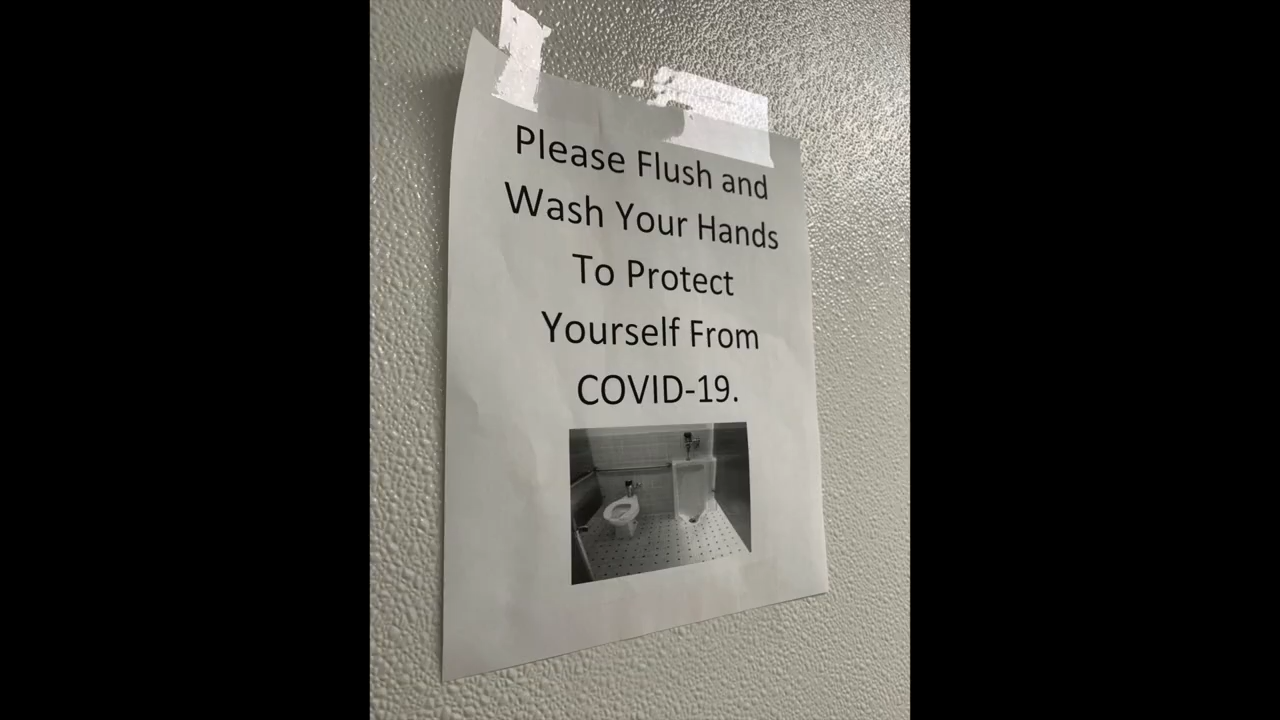 Please Flush and
Wash Your Hands
To Protect
Yourself From
COVID-19.